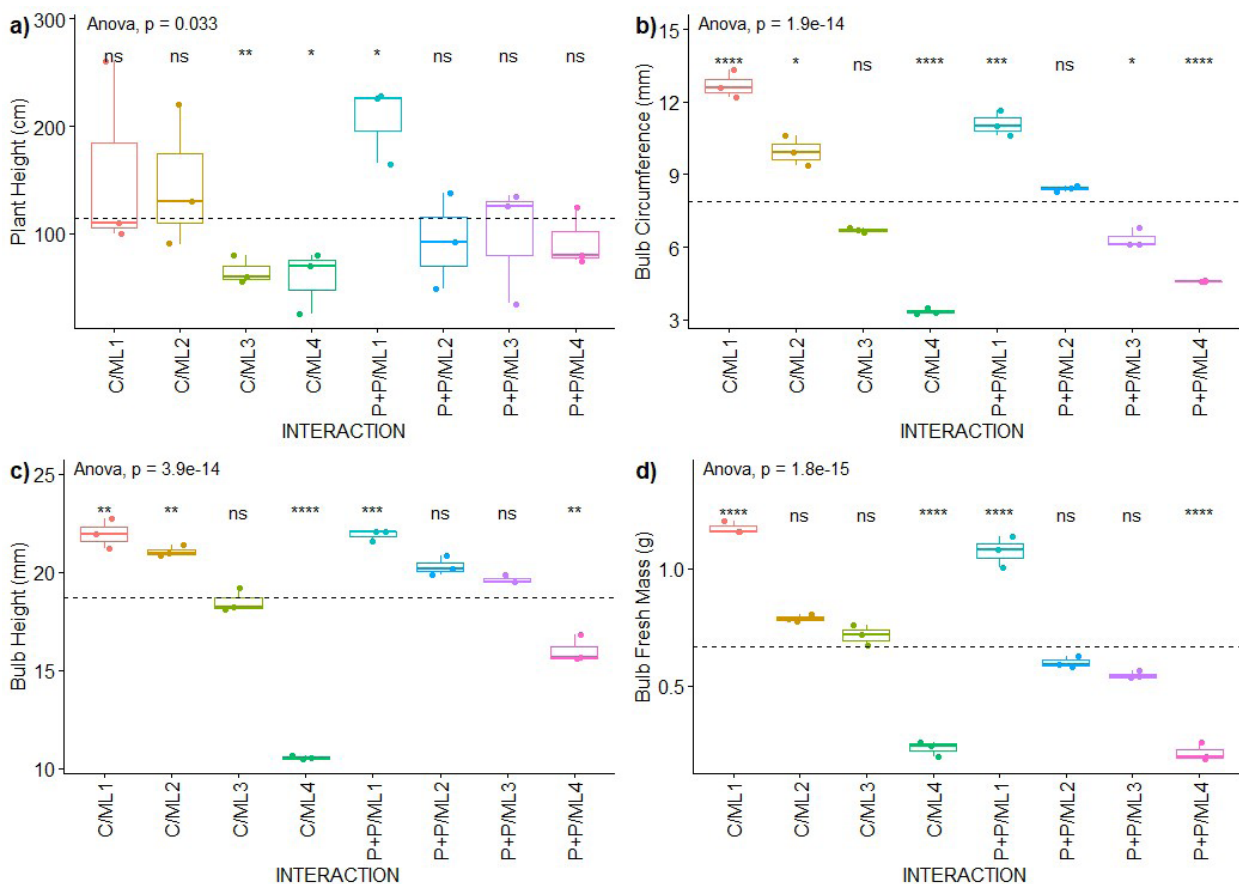 a)
Anova, p = 0.033
ns ns ** * * ns ns ns
300
200
100
Plant Height (cm)
C/ML1 C/ML2 C/ML3 C/ML4 P+P/ML1 P+P/ML2 P+P/ML3 P+P/ML4
INTERACTION
b)
Anova, p = 1.9e-14
**** * ns **** *** ns * ****
15
12
9
6
3
Bulb Circumference (mm)
C/ML1 C/ML2 C/ML3 C/ML4 P+P/ML1 P+P/ML2 P+P/ML3 P+P/ML4
INTERACTION
c)
Anova, p = 3.9e-14
** ** ns **** *** ns ns **
25
20
15
10
Bulb Height (mm)
C/ML1 C/ML2 C/ML3 C/ML4 P+P/ML1 P+P/ML2 P+P/ML3 P+P/ML4
INTERACTION
d)
Anova, p = 1.8e-15
**** ns ns **** **** ns ns ****
1.0
0.5
Bulb Fresh Mass (g)
C/ML1 C/ML2 C/ML3 C/ML4 P+P/ML1 P+P/ML2 P+P/ML3 P+P/ML4
INTERACTION